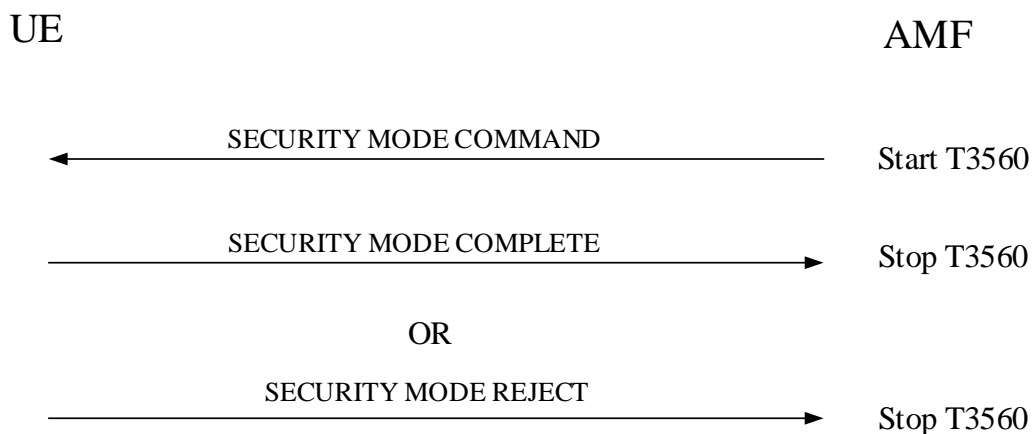 UE
AMF
SECURITY MODE COMMAND
Start T3560
SECURITY MODE COMPLETE
Stop T3560
OR
SECURITY MODE REJECT
Stop T3560